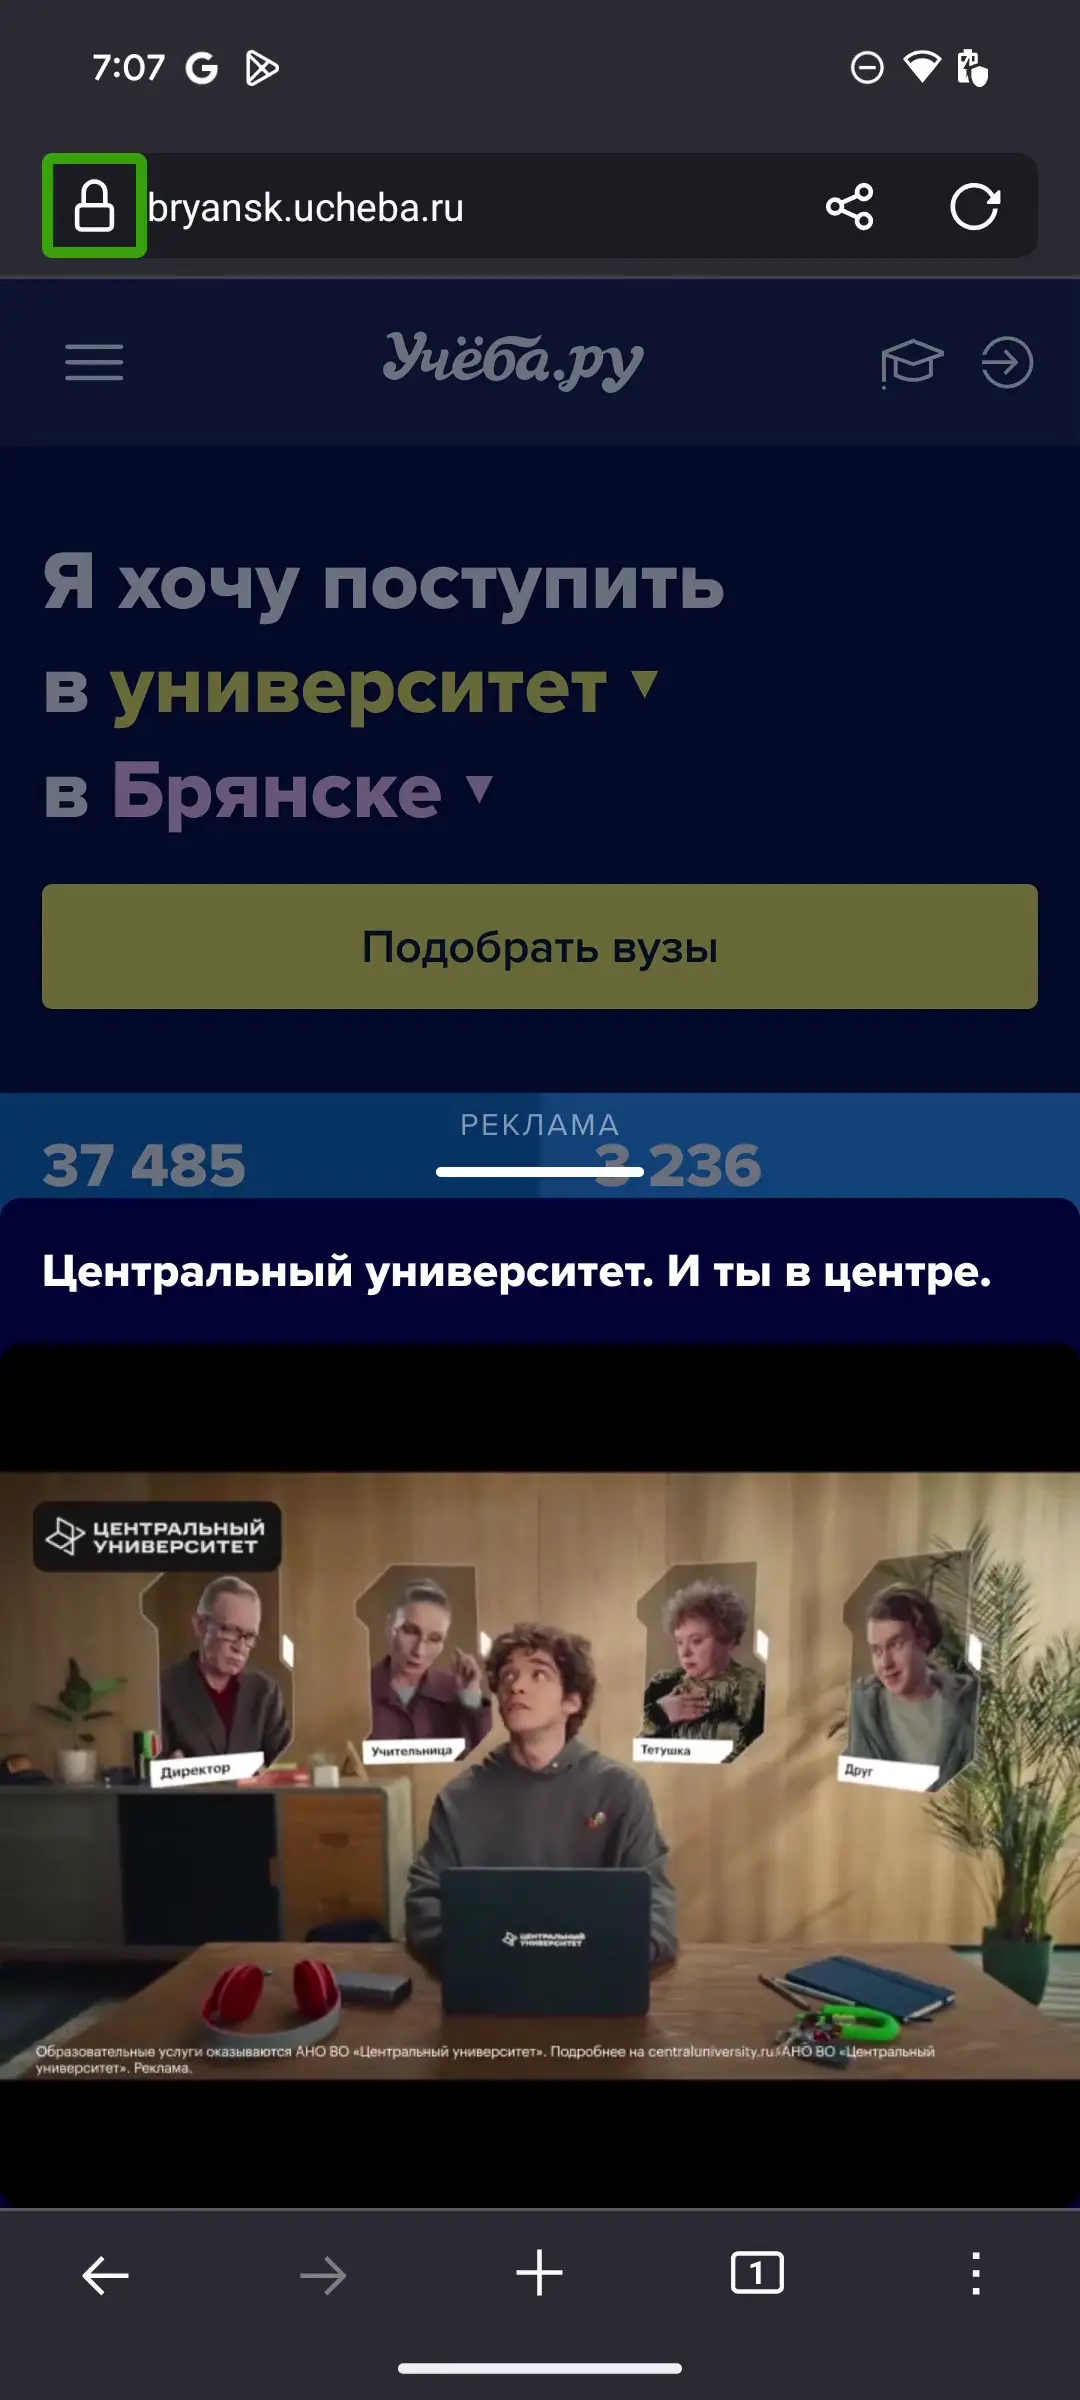 7:07
bryansk.ucheba.ru
Учёба.ру
Я хочу поступить
в университет ▼
в Брянске ▼
Подобрать вузы
РЕКЛАМА
37 485 3 236
Центральный университет. И ты в центре.
ЦЕНТРАЛЬНЫЙ
УНИВЕРСИТЕТ
Директор
Учительница
Тетушка
Друг
ЦЕНТРАЛЬНЫЙ
УНИВЕРСИТЕТ
Образовательные услуги оказываются АНО ВО «Центральный университет». Подробнее на centraluniversity.ru. АНО ВО «Центральный
университет». Реклама.
1